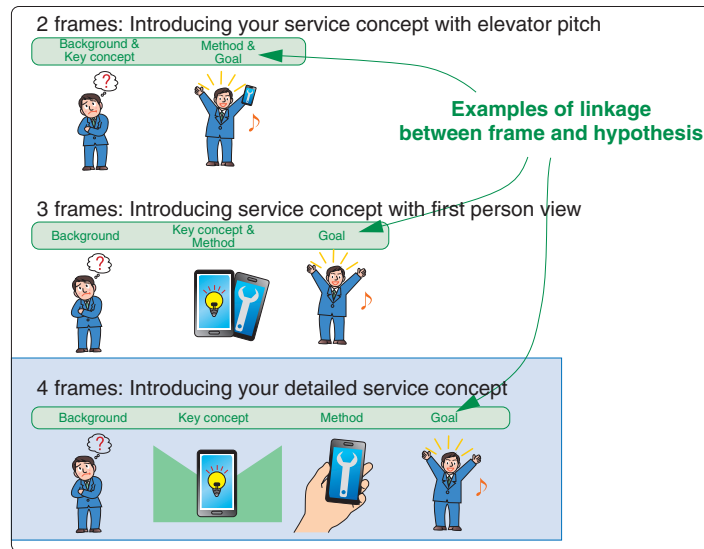 2 frames: Introducing your service concept with elevator pitch
Background &
Key concept
Method &
Goal
?
Examples of linkage
between frame and hypothesis
3 frames: Introducing service concept with first person view
Background
Key concept &
Method
Goal
?
4 frames: Introducing your detailed service concept
Background
Key concept
Method
Goal
?